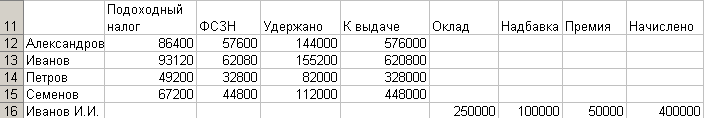 11 Подоходный налог ФСЗН Удержано К выдаче Оклад Надбавка Премия Начислено
12 Александров 86400 57600 144000 576000
13 Иванов 93120 62080 155200 620800
14 Петров 49200 32800 82000 328000
15 Семенов 67200 44800 112000 448000
16 Иванов И.И. 250000 100000 50000 400000